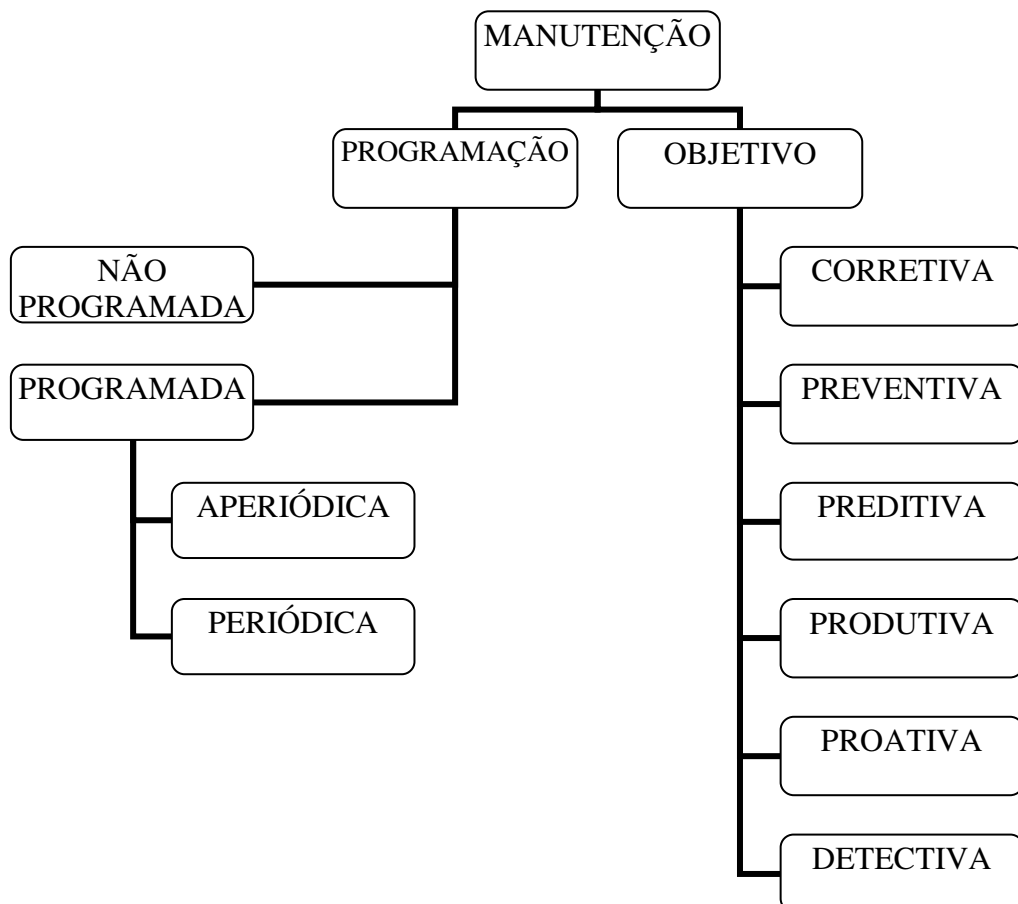 MANUTENÇÃO
PROGRAMAÇÃO
OBJETIVO
NÃO
PROGRAMADA
PROGRAMADA
APERIÓDICA
PERIÓDICA
CORRETIVA
PREVENTIVA
PREDITIVA
PRODUTIVA
PROATIVA
DETECTIVA